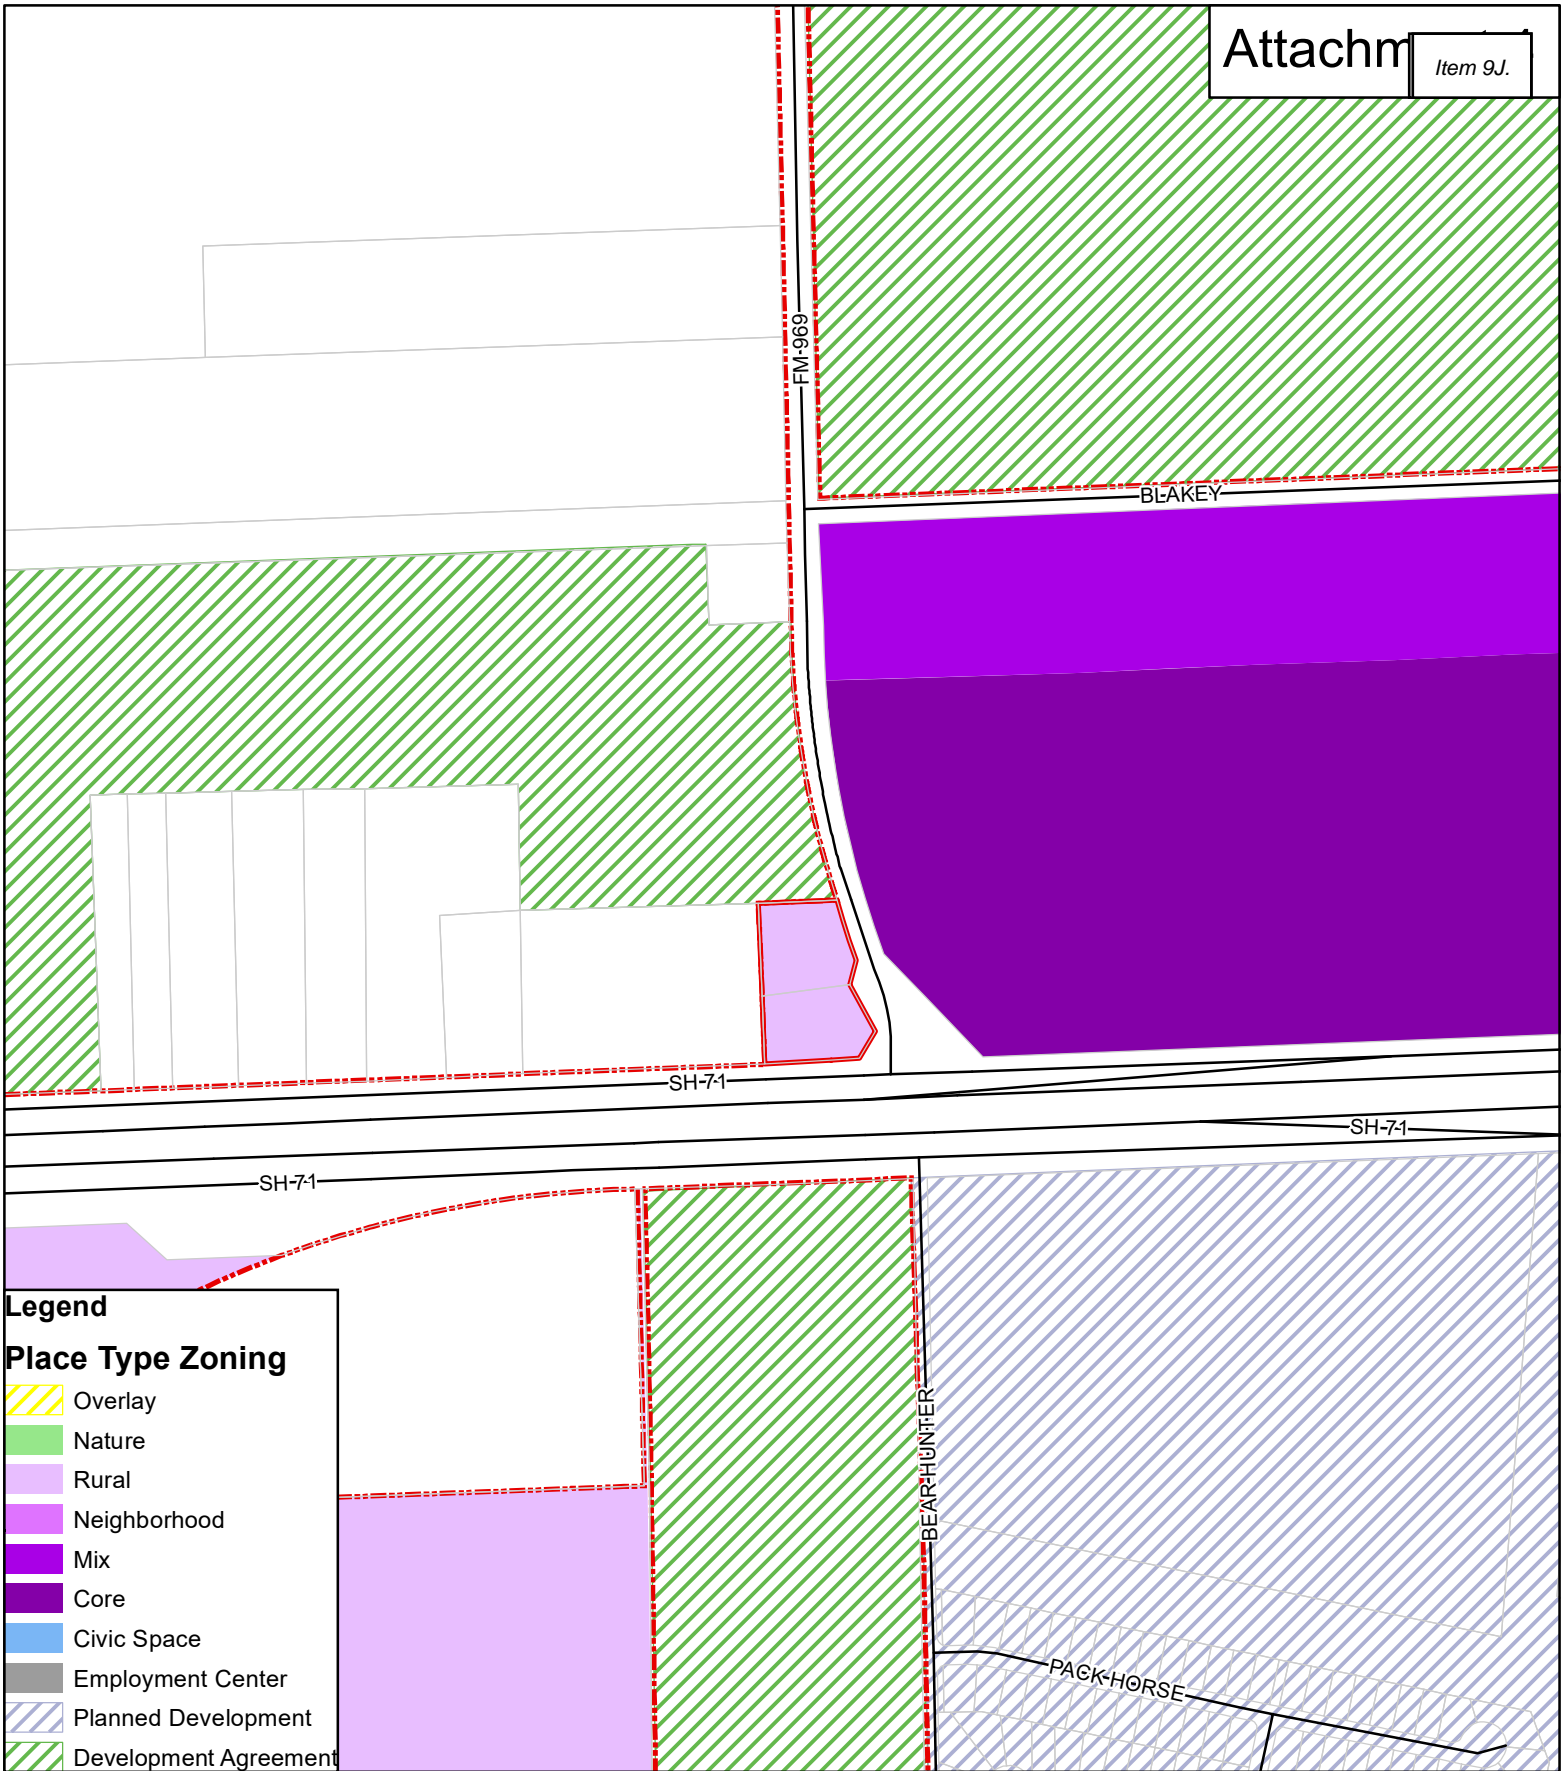 Attachm
Item 9J.
FM-969
BLAKEY
SH-71
SH-71
SH-71
BEAR HUNTER
PACK HORSE
Legend
Place Type Zoning
Overlay
Nature
Rural
Neighborhood
Mix
Core
Civic Space
Employment Center
Planned Development
Development Agreement